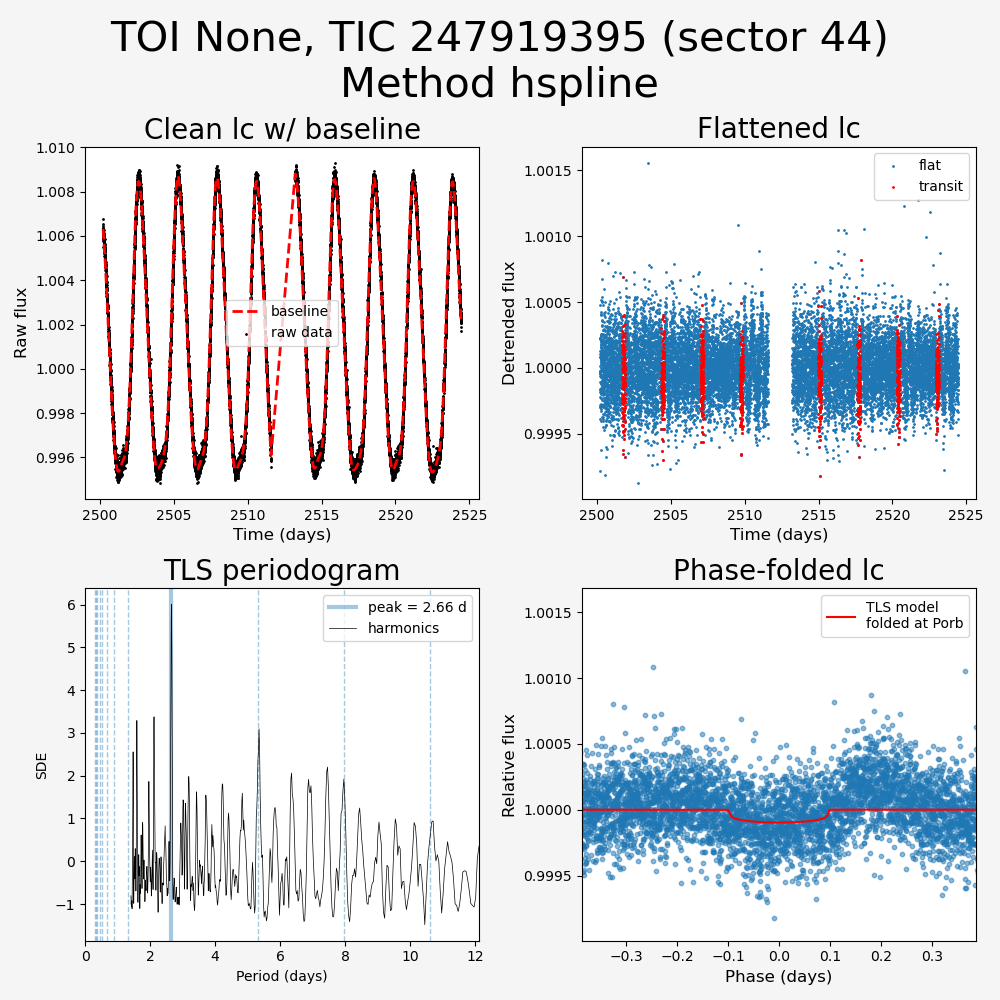 TOI None, TIC 247919395 (sector 44)
Method hspline
Clean lc w/ baseline
Raw flux
1.010
1.008
1.006
1.004
1.002
1.000
0.998
0.996
baseline
raw data
2500 2505 2510 2515 2520 2525
Time (days)
Flattened lc
Detrended flux
1.0015
1.0010
1.0005
1.0000
0.9995
flat
transit
2500 2505 2510 2515 2520 2525
Time (days)
TLS periodogram
SDE
6
5
4
3
2
1
0
−1
peak = 2.66 d
harmonics
0 2 4 6 8 10 12
Period (days)
Phase-folded lc
Relative flux
1.0015
1.0010
1.0005
1.0000
0.9995
TLS model
folded at Porb
−0.3 −0.2 −0.1 0.0 0.1 0.2 0.3
Phase (days)